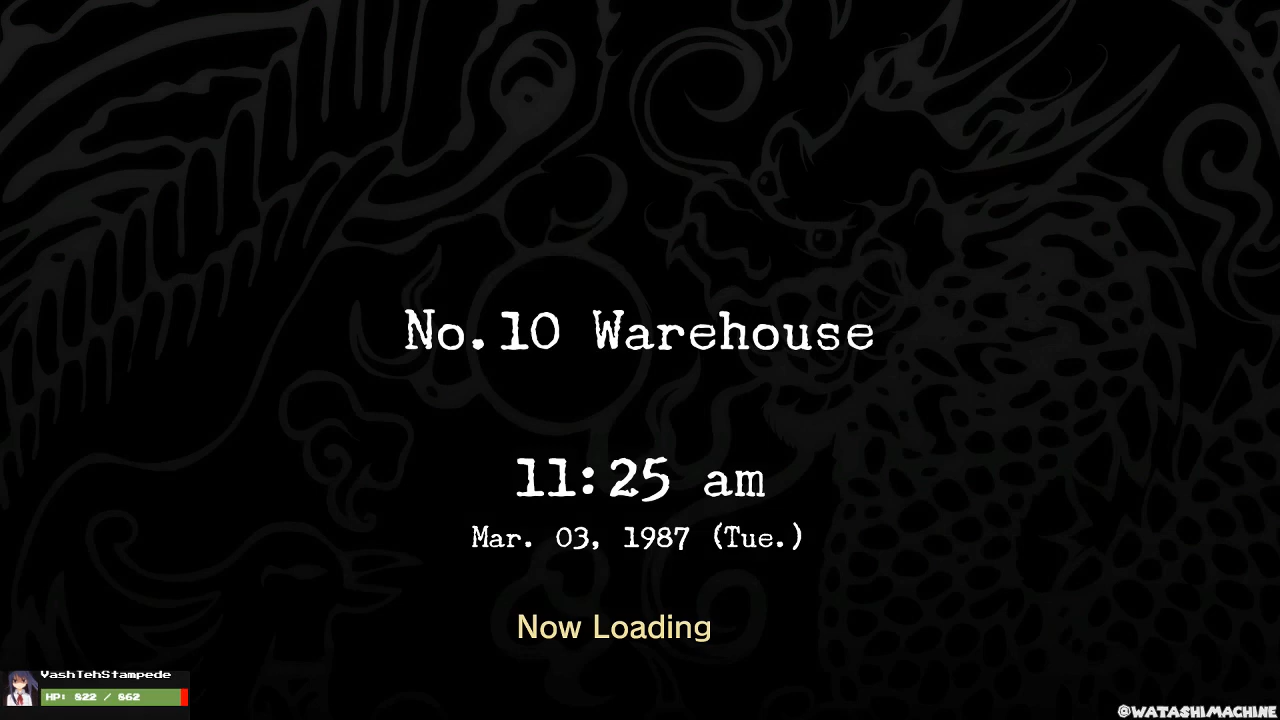 No.10 Warehouse
11:25 am
Mar. 03, 1987 (Tue.)
Now Loading
VashTehStampede
HP: 822 / 862
@WATASHIMACHINE